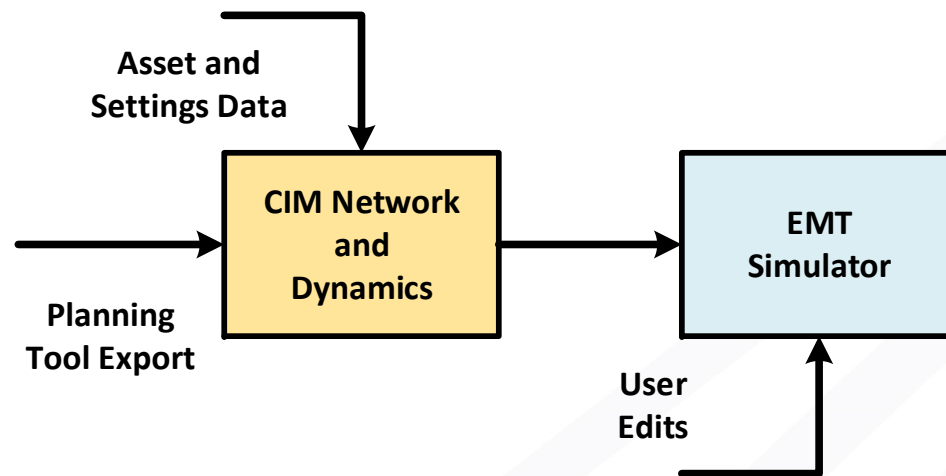 Asset and
Settings Data
CIM Network
and
Dynamics
EMT
Simulator
Planning
Tool Export
User
Edits